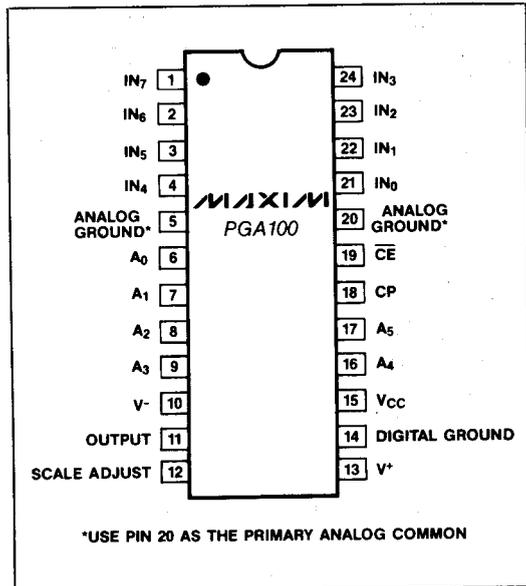 IN7 1 24 IN3
IN6 2 23 IN2
IN5 3 22 IN1
IN4 4 21 IN0
MAXIM
ANALOG GROUND* 5 20 ANALOG GROUND*
PGA100
A0 6 19 C̅E̅
A1 7 18 CP
A2 8 17 A5
A3 9 16 A4
V- 10 15 VCC
OUTPUT 11 14 DIGITAL GROUND
SCALE ADJUST 12 13 V+
*USE PIN 20 AS THE PRIMARY ANALOG COMMON